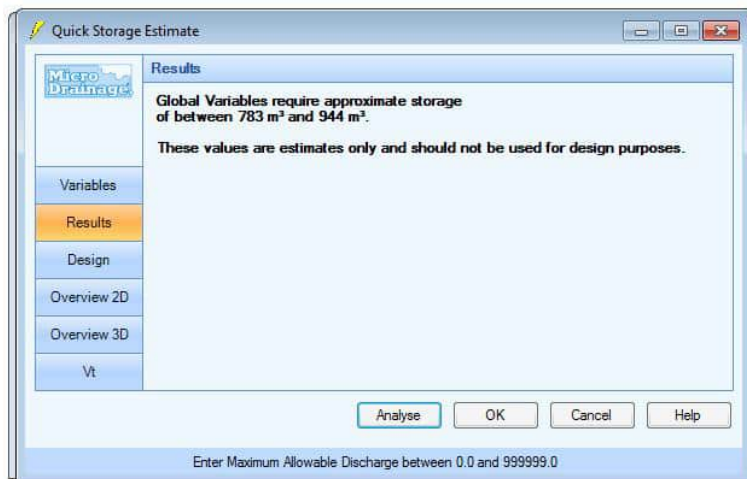 Quick Storage Estimate
Micro
Drainage
Results
Global Variables require approximate storage
of between 783 m³ and 944 m³.
These values are estimates only and should not be used for design purposes.
Variables
Results
Design
Overview 2D
Overview 3D
Vt
Analyse
OK
Cancel
Help
Enter Maximum Allowable Discharge between 0.0 and 999999.0